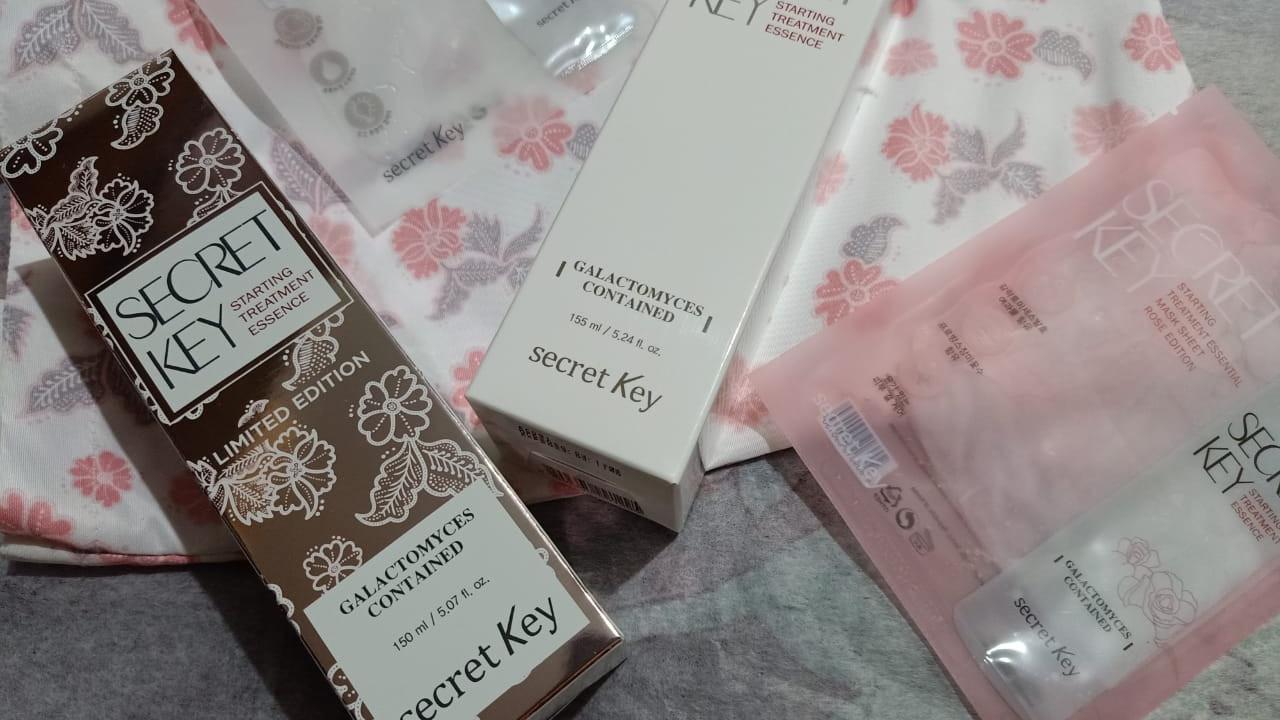 SECRET
KEY
STARTING
TREATMENT
ESSENCE
LIMITED EDITION
GALACTOMYCES
CONTAINED
150 ml / 5.07 fl. oz.
secret Key
secret Key
secret
KEY
STARTING
TREATMENT
ESSENCE
GALACTOMYCES
CONTAINED
155 ml / 5.24 fl. oz.
secret Key
SECRET
KEY
STARTING
TREATMENT ESSENTIAL
MASK SHEET
ROSE EDITION
SECRET
KEY
STARTING
TREATMENT
ESSENCE
GALACTOMYCES
CONTAINED
secret Key